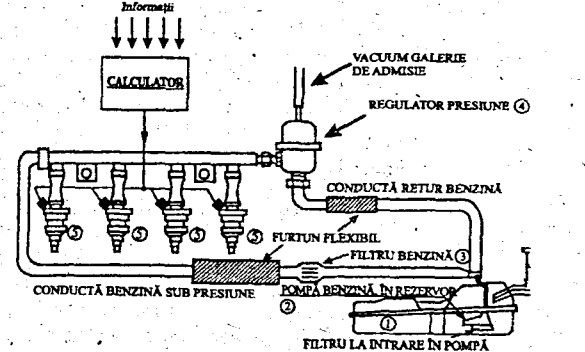 Informații
CALCULATOR
VACUUM GALERIE
DE ADMISIE
REGULATOR PRESIUNE ④
CONDUCTĂ RETUR BENZINĂ
⑤ ⑤ ⑤ ⑤
FURTUN FLEXIBIL
FILTRU BENZINĂ ③
CONDUCTĂ BENZINĂ SUB PRESIUNE
POMPĂ BENZINĂ ÎN REZERVOR
②
①
FILTRU LA INTRARE ÎN POMPĂ